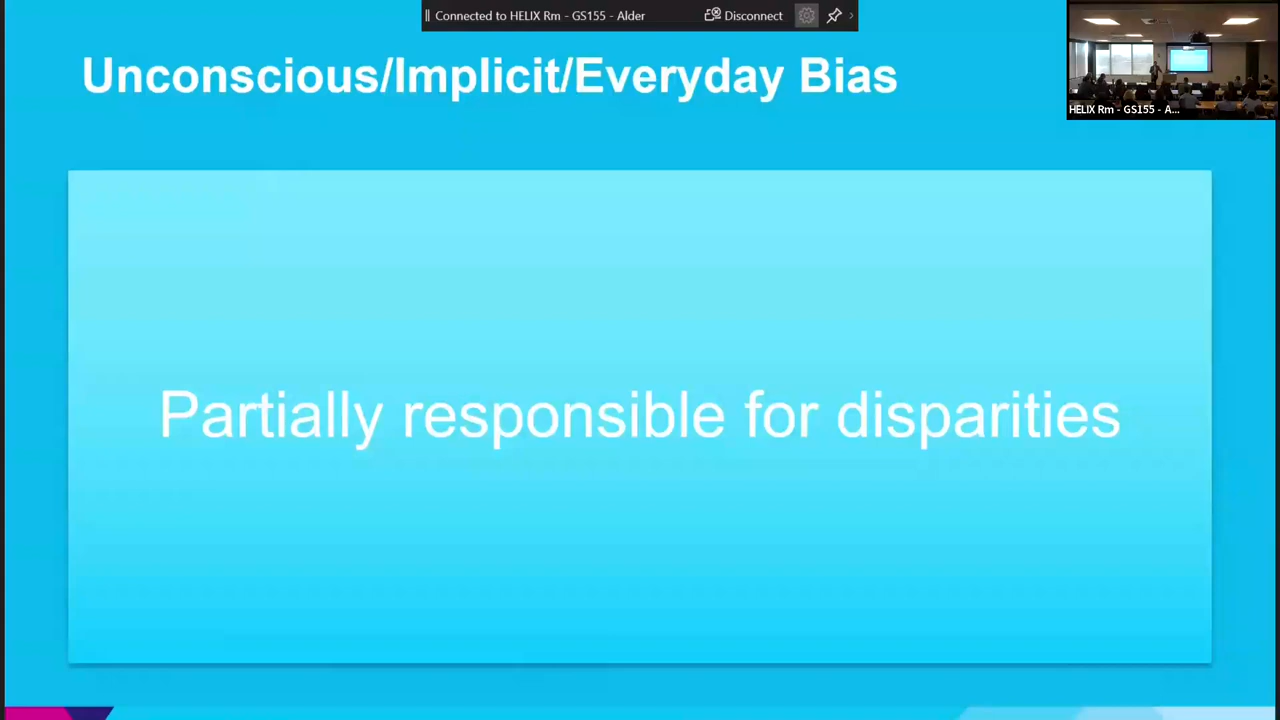 Connected to HELIX Rm - GS155 - Alder
Disconnect
Unconscious/Implicit/Everyday Bias
HELIX Rm - GS155 - A...
Partially responsible for disparities